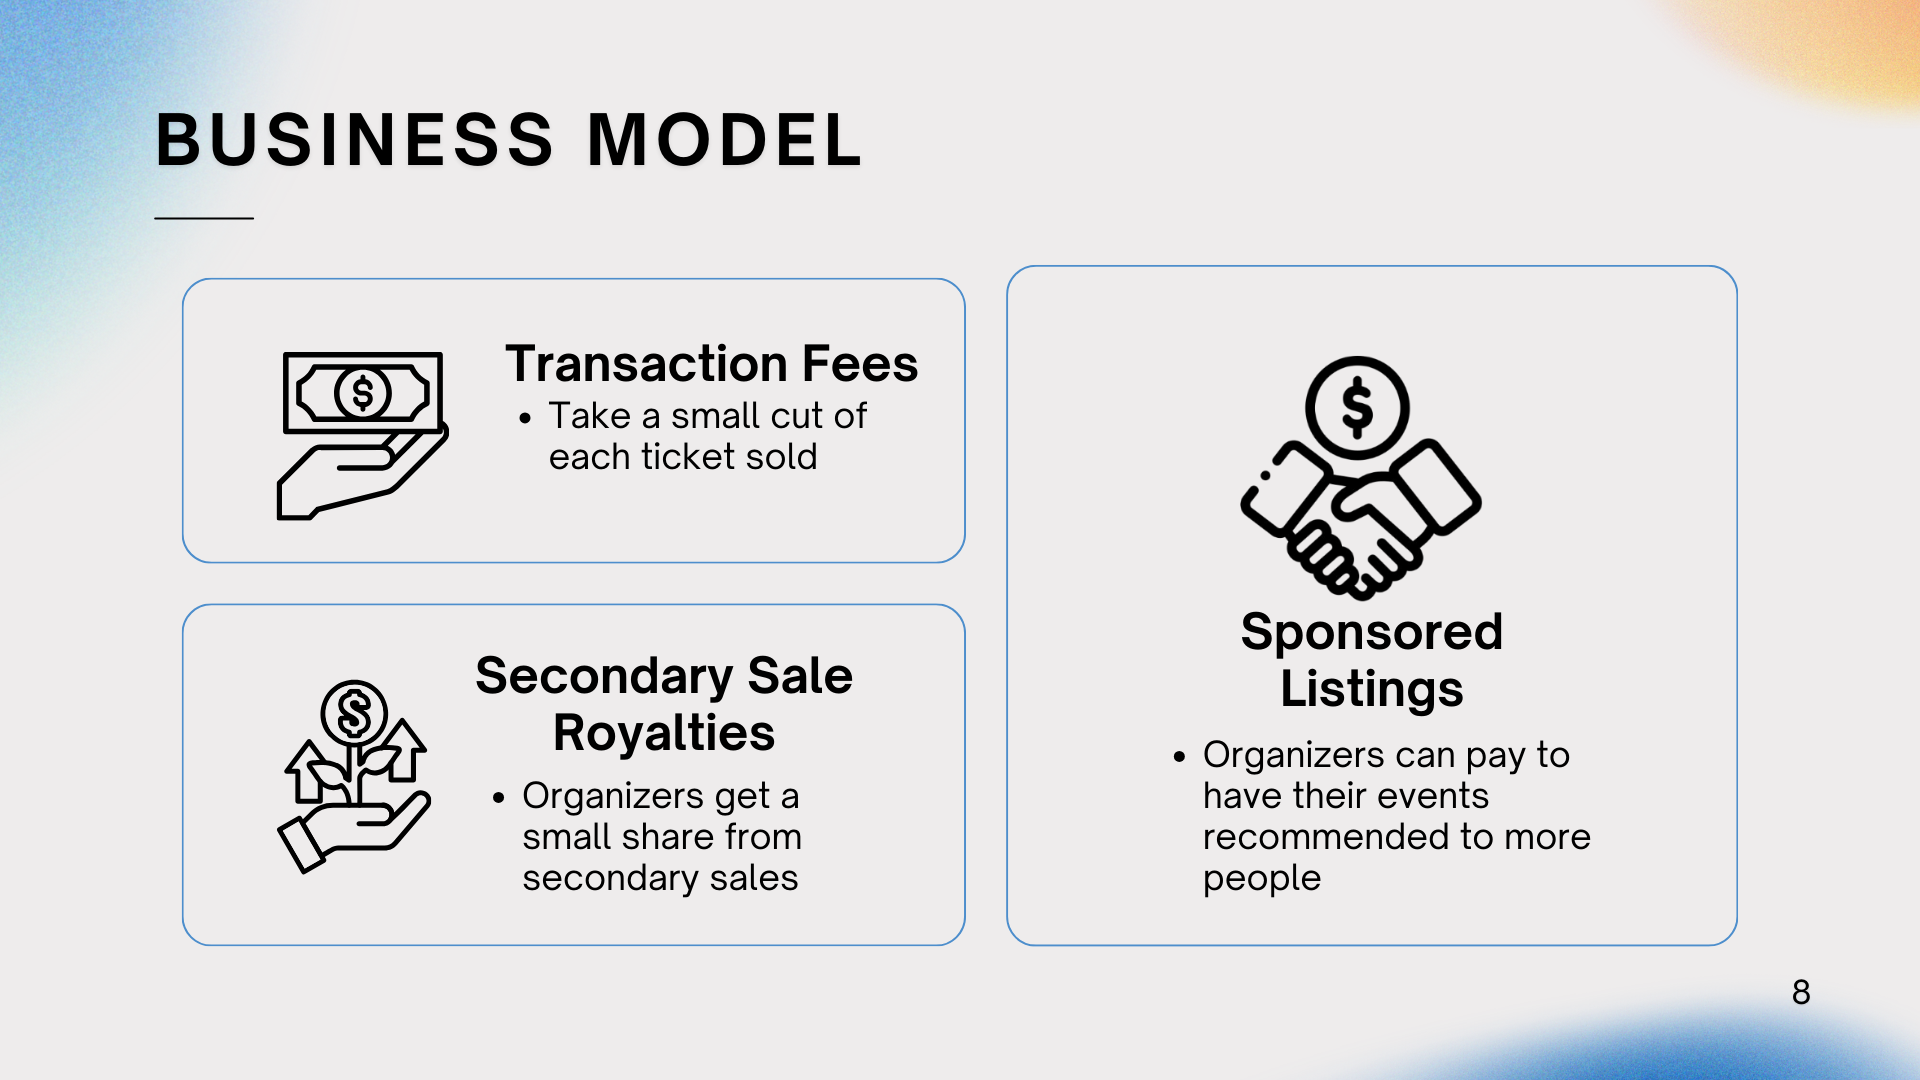 BUSINESS MODEL
Transaction Fees
• Take a small cut of
each ticket sold
Secondary Sale
Royalties
• Organizers get a
small share from
secondary sales
Sponsored
Listings
• Organizers can pay to
have their events
recommended to more
people
8